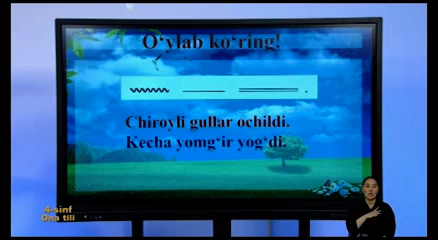 O‘ylab ko‘ring!
Chiroyli gullar ochildi.
Kecha yomg‘ir yog‘di.
4-sinf
Ona tili